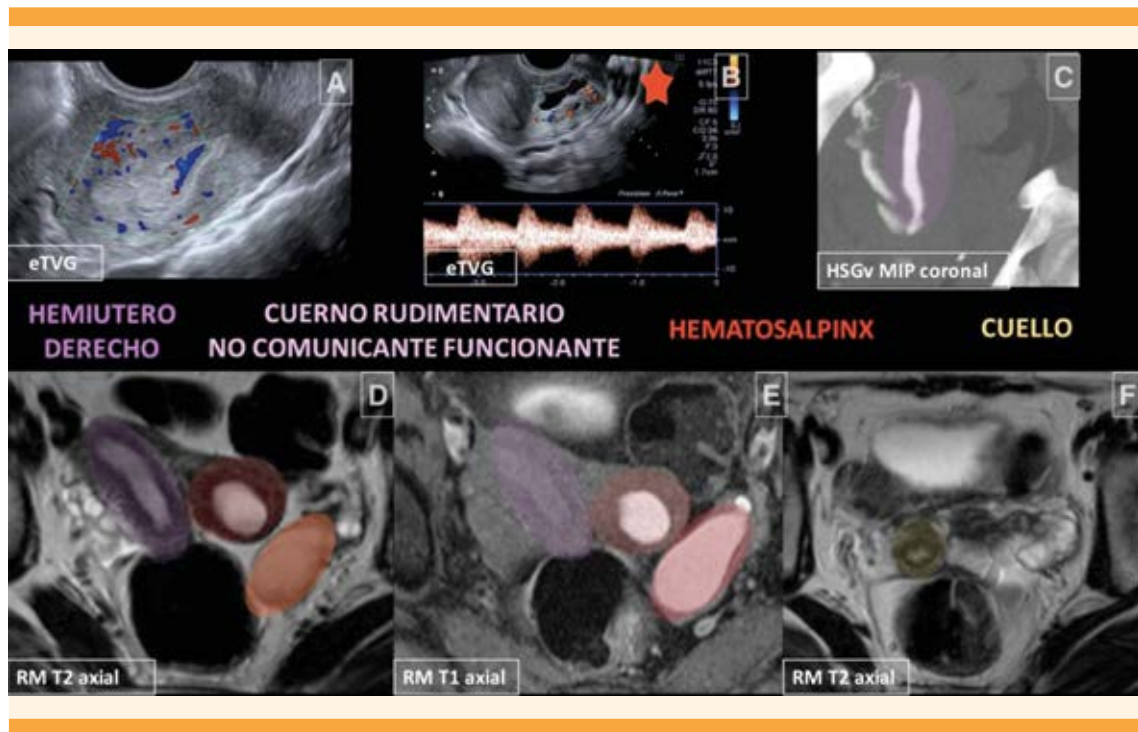 A
eTVG
B
eTVG
C
HSGv MIP coronal
HEMIUTERO
DERECHO
CUERNO RUDIMENTARIO
NO COMUNICANTE FUNCIONANTE
HEMATOSALPINX
CUELLO
D
RM T2 axial
E
RM T1 axial
F
RM T2 axial